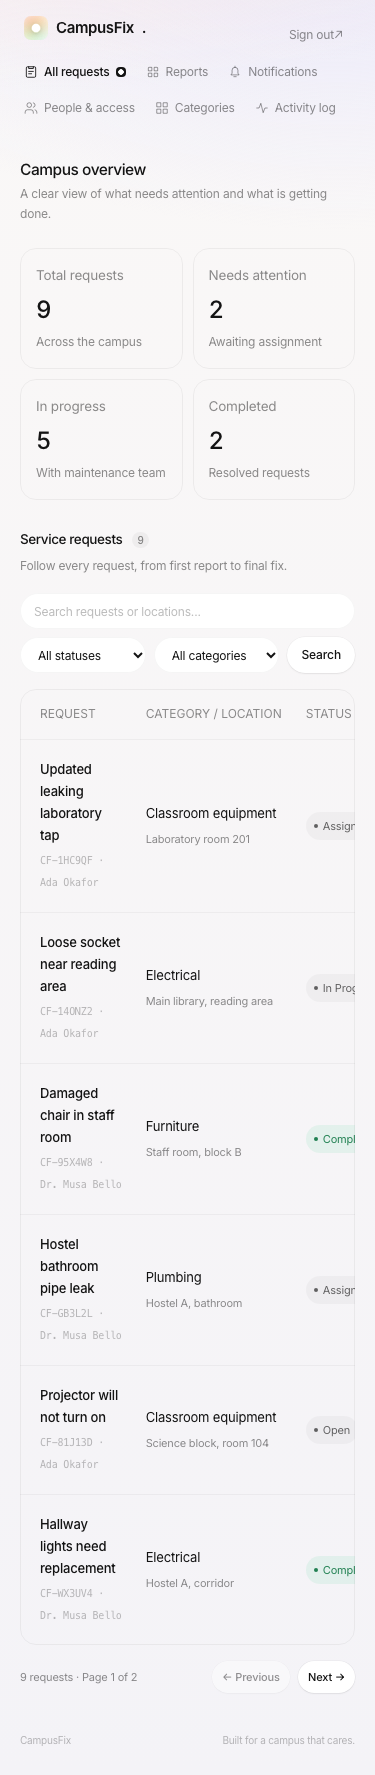 CampusFix .
Sign out↗
All requests
Reports
Notifications
People & access
Categories
Activity log
Campus overview
A clear view of what needs attention and what is getting
done.
Total requests
9
Across the campus
Needs attention
2
Awaiting assignment
In progress
5
With maintenance team
Completed
2
Resolved requests
Service requests 9
Follow every request, from first report to final fix.
Search requests or locations...
All statuses
All categories
Search
REQUEST CATEGORY / LOCATION STATUS
Updated
leaking
laboratory
tap
CF-1HC9QF ·
Ada Okafor
Classroom equipment
Laboratory room 201
• Assign
Loose socket
near reading
area
CF-140NZ2 ·
Ada Okafor
Electrical
Main library, reading area
• In Prog
Damaged
chair in staff
room
CF-95X4W8 ·
Dr. Musa Bello
Furniture
Staff room, block B
• Compl
Hostel
bathroom
pipe leak
CF-GB3L2L ·
Dr. Musa Bello
Plumbing
Hostel A, bathroom
• Assign
Projector will
not turn on
CF-81J13D ·
Ada Okafor
Classroom equipment
Science block, room 104
• Open
Hallway
lights need
replacement
CF-WX3UV4 ·
Dr. Musa Bello
Electrical
Hostel A, corridor
• Compl
9 requests · Page 1 of 2
← Previous
Next →
CampusFix
Built for a campus that cares.